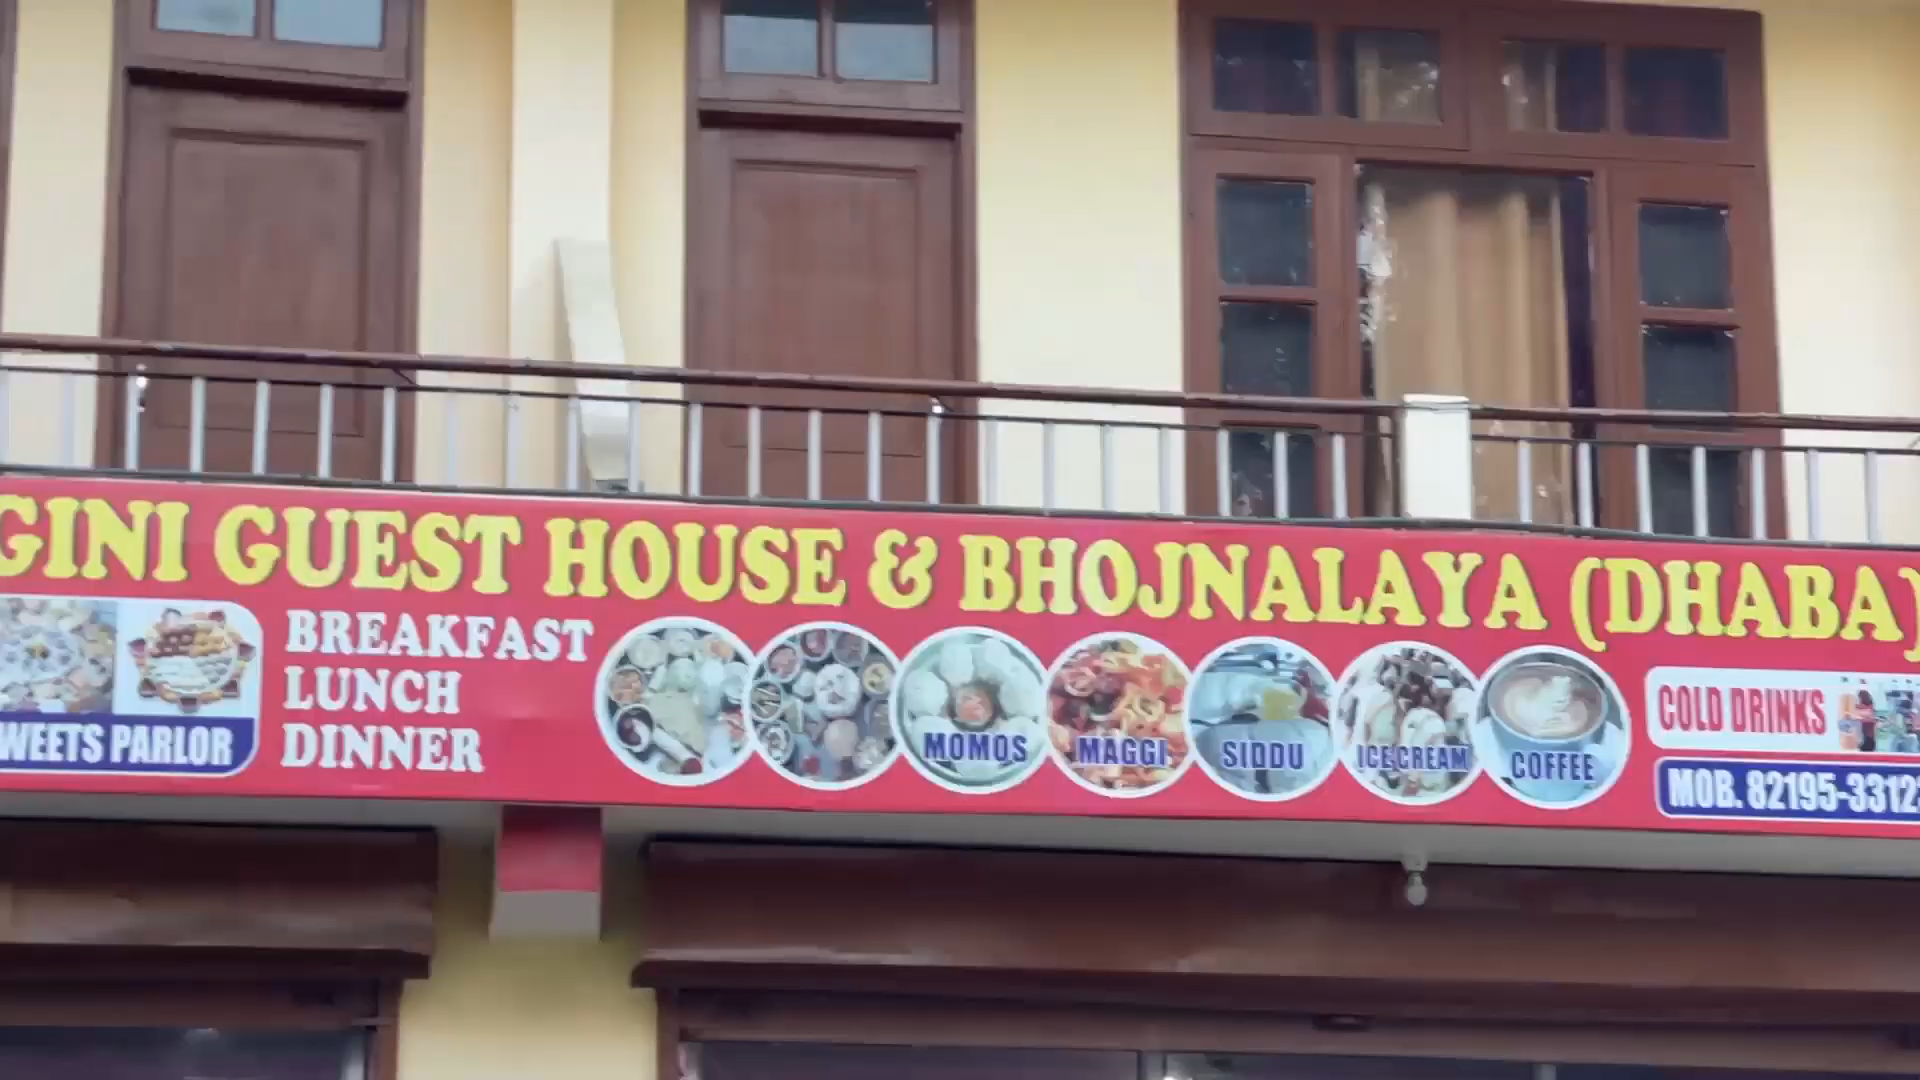 GINI GUEST HOUSE & BHOJNALAYA (DHABA)
WEETS PARLOR
BREAKFAST
LUNCH
DINNER
MOMOS
MAGGI
SIDDU
ICE CREAM
COFFEE
COLD DRINKS
MOB. 82195-3312